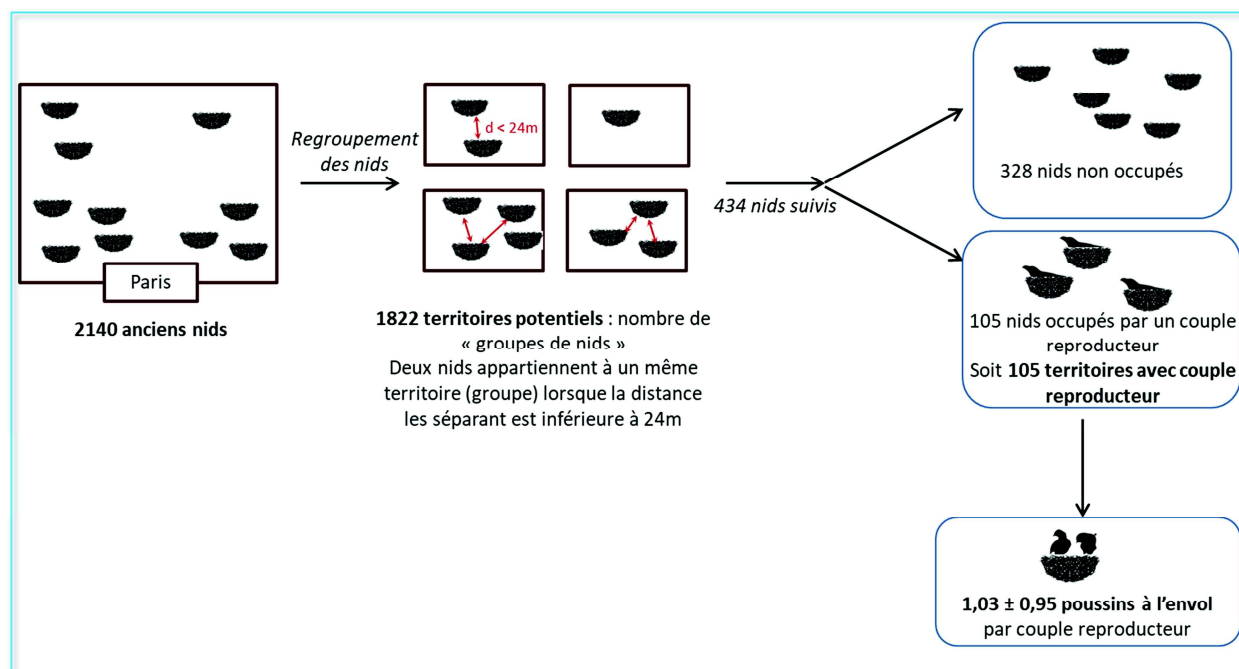 Paris
2140 anciens nids
Regroupement
des nids
d < 24m
1822 territoires potentiels : nombre de
« groupes de nids »
Deux nids appartiennent à un même
territoire (groupe) lorsque la distance
les séparant est inférieure à 24m
434 nids suivis
328 nids non occupés
105 nids occupés par un couple
reproducteur
Soit 105 territoires avec couple
reproducteur
1,03 ± 0,95 poussins à l’envol
par couple reproducteur